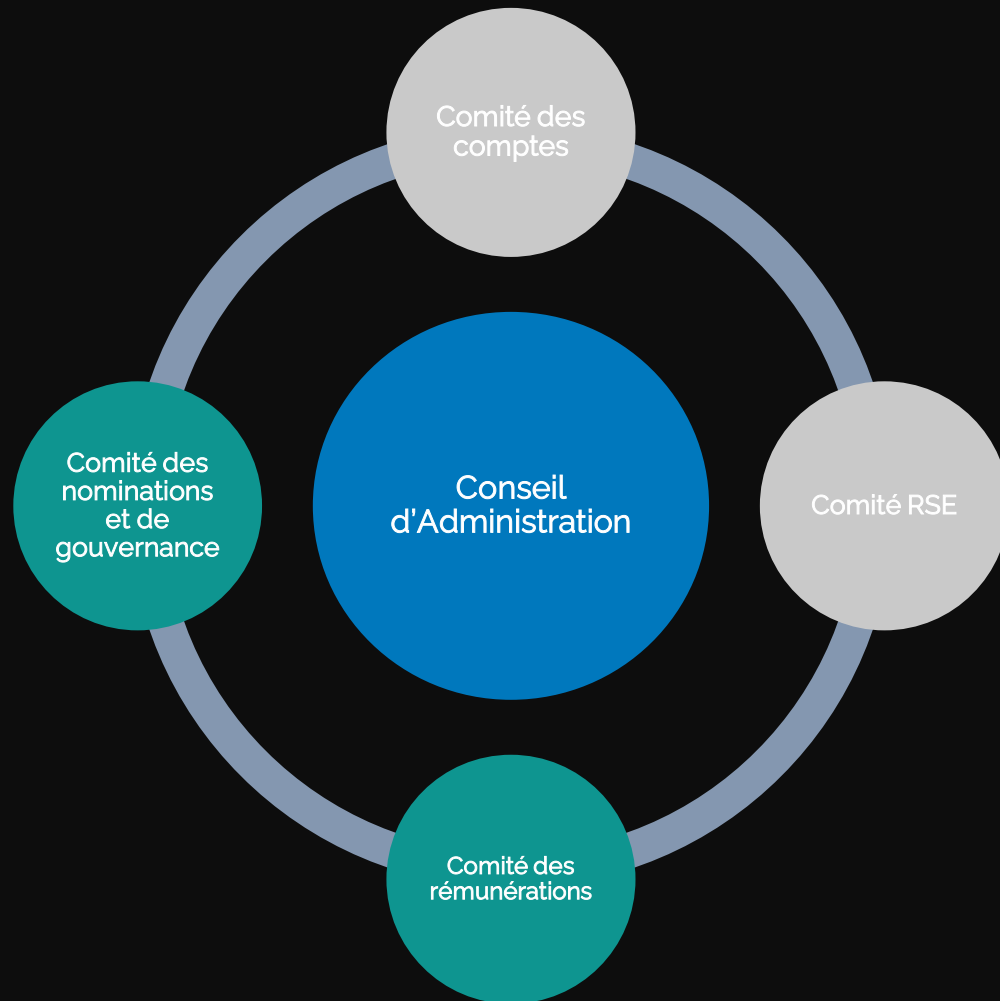 Comité des
comptes
Comité des
nominations
et de
gouvernance
Conseil
d’Administration
Comité RSE
Comité des
rémunérations